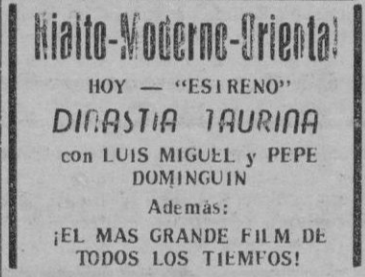 Rialto-Moderno-Oriental
HOY — "ESTRENO"
DINASTIA TAURINA
con LUIS MIGUEL y PEPE
DOMINGUIN
Además:
¡EL MAS GRANDE FILM DE
TODOS LOS TIEMPOS!